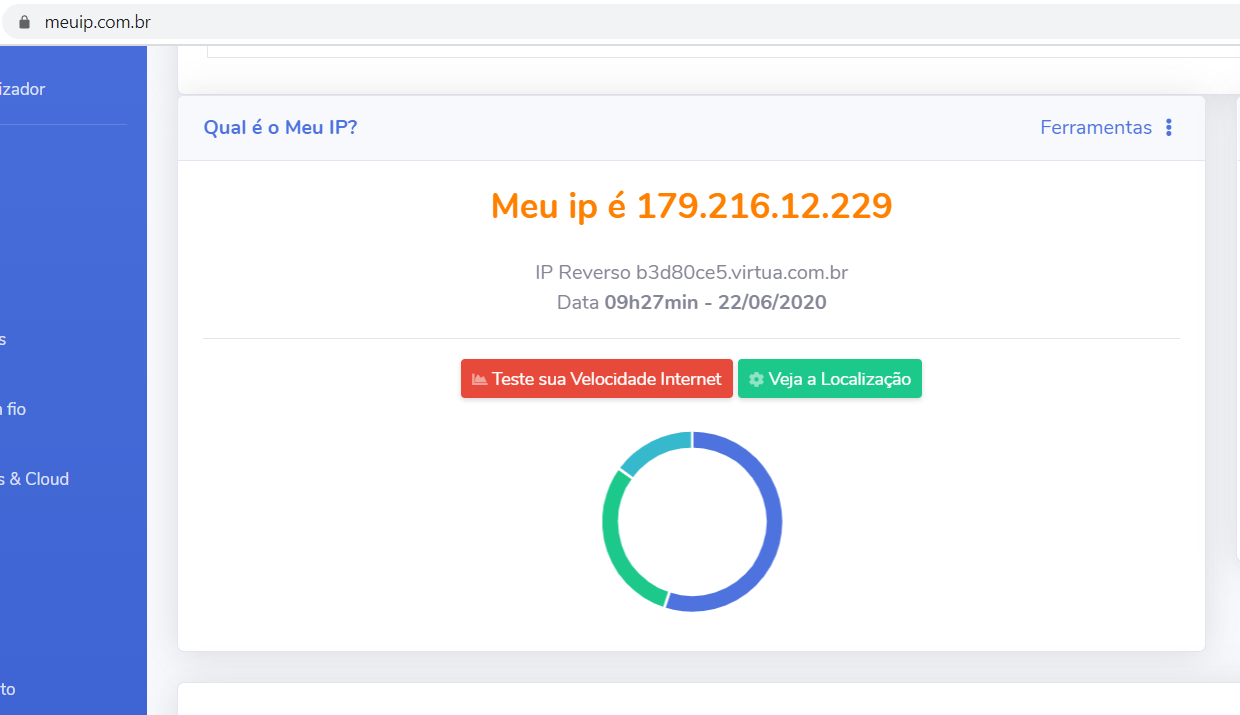 meuip.com.br
izador
Qual é o Meu IP?
Ferramentas
Meu ip é 179.216.12.229
IP Reverso b3d80ce5.virtua.com.br
Data 09h27min - 22/06/2020
s
Teste sua Velocidade Internet
Veja a Localização
fio
s & Cloud
to